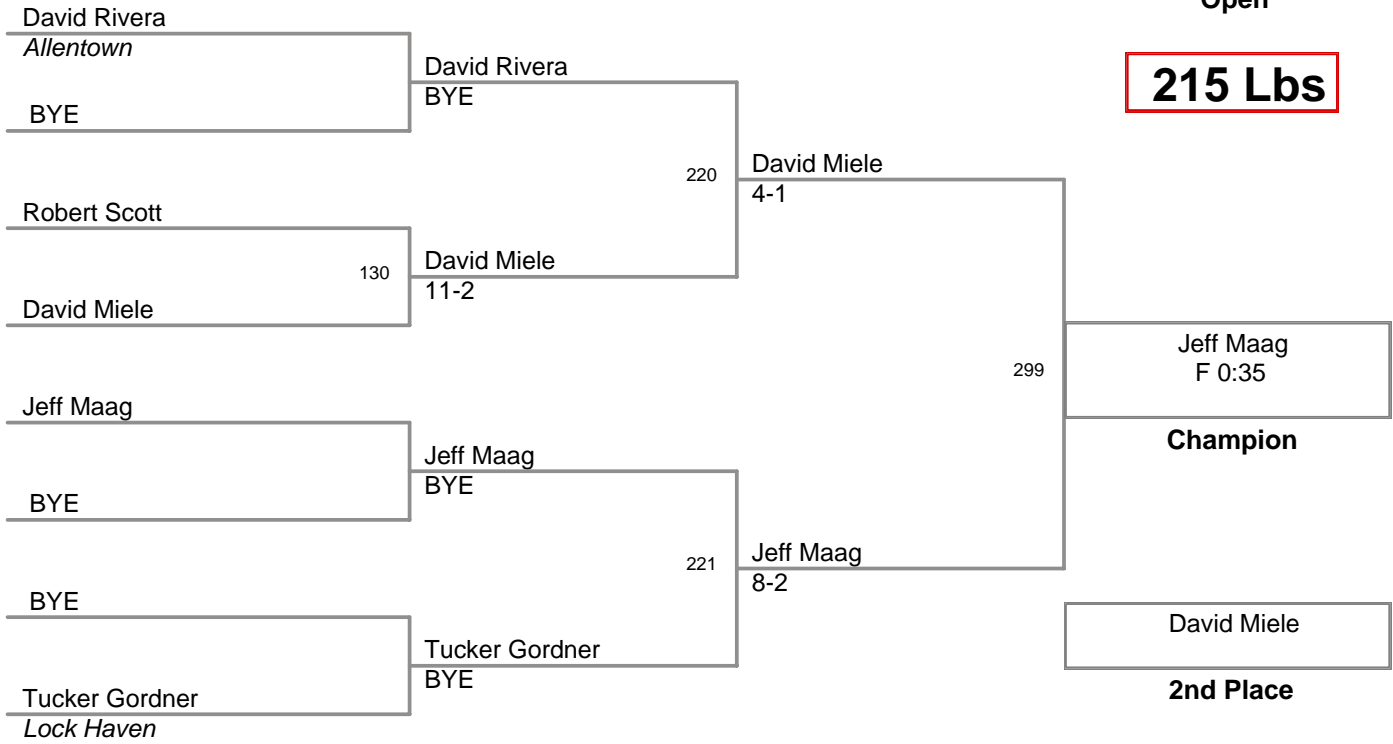 Open
215 Lbs
David Rivera
Allentown
BYE
Robert Scott
David Miele
Jeff Maag
BYE
BYE
Tucker Gordner
Lock Haven
David Rivera
BYE
130
David Miele
11-2
Jeff Maag
BYE
Tucker Gordner
BYE
220
David Miele
4-1
221
Jeff Maag
8-2
299
Jeff Maag
F 0:35
Champion
David Miele
2nd Place